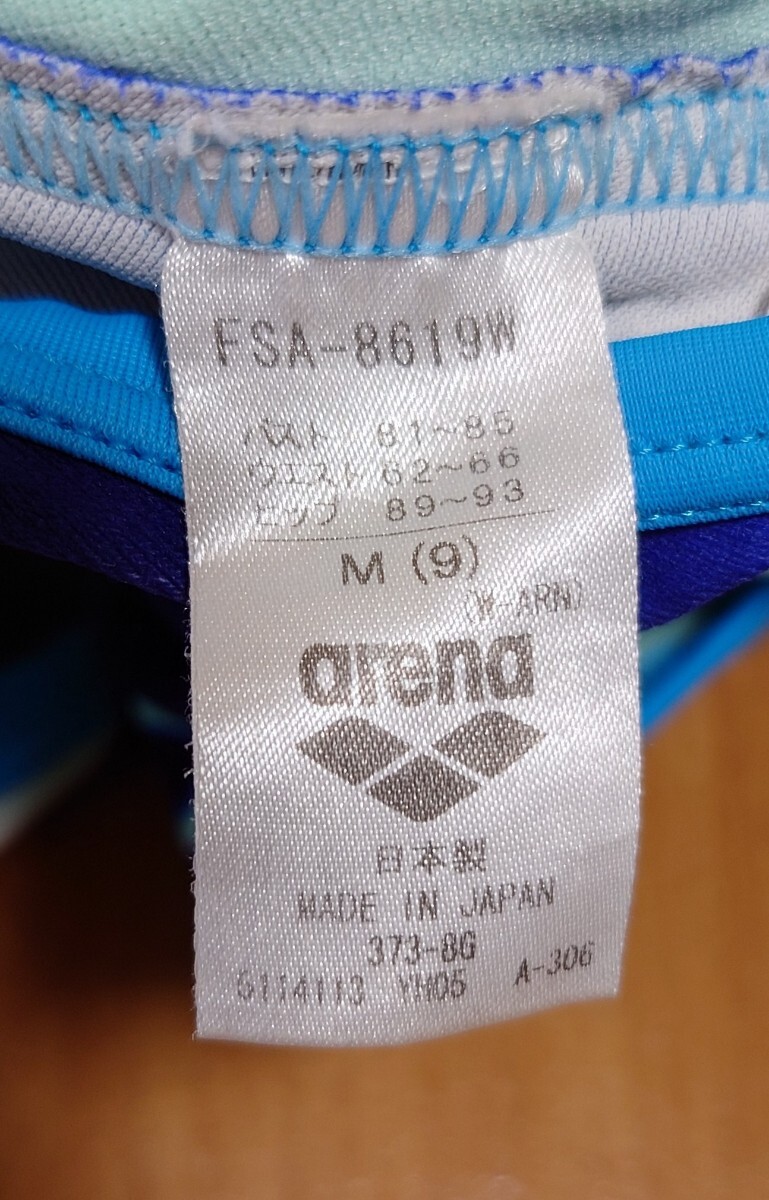 FSA-8619W
バスト 81～85
ウエスト 62～66
ヒップ 89～93
M (9)
(W-ARN)
arena
日本製
MADE IN JAPAN
373-86
6114113 YH05 A-306